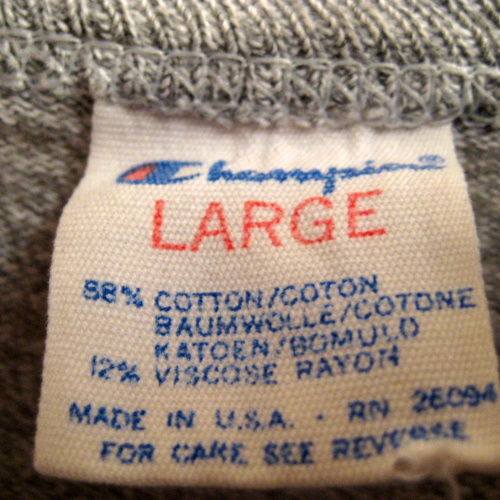 Champion®
LARGE
88% COTTON/COTON
BAUMWOLLE/COTONE
KATOEN/BOMULD
12% VISCOSE RAYON
MADE IN U.S.A. - RN 26094
FOR CARE SEE REVERSE